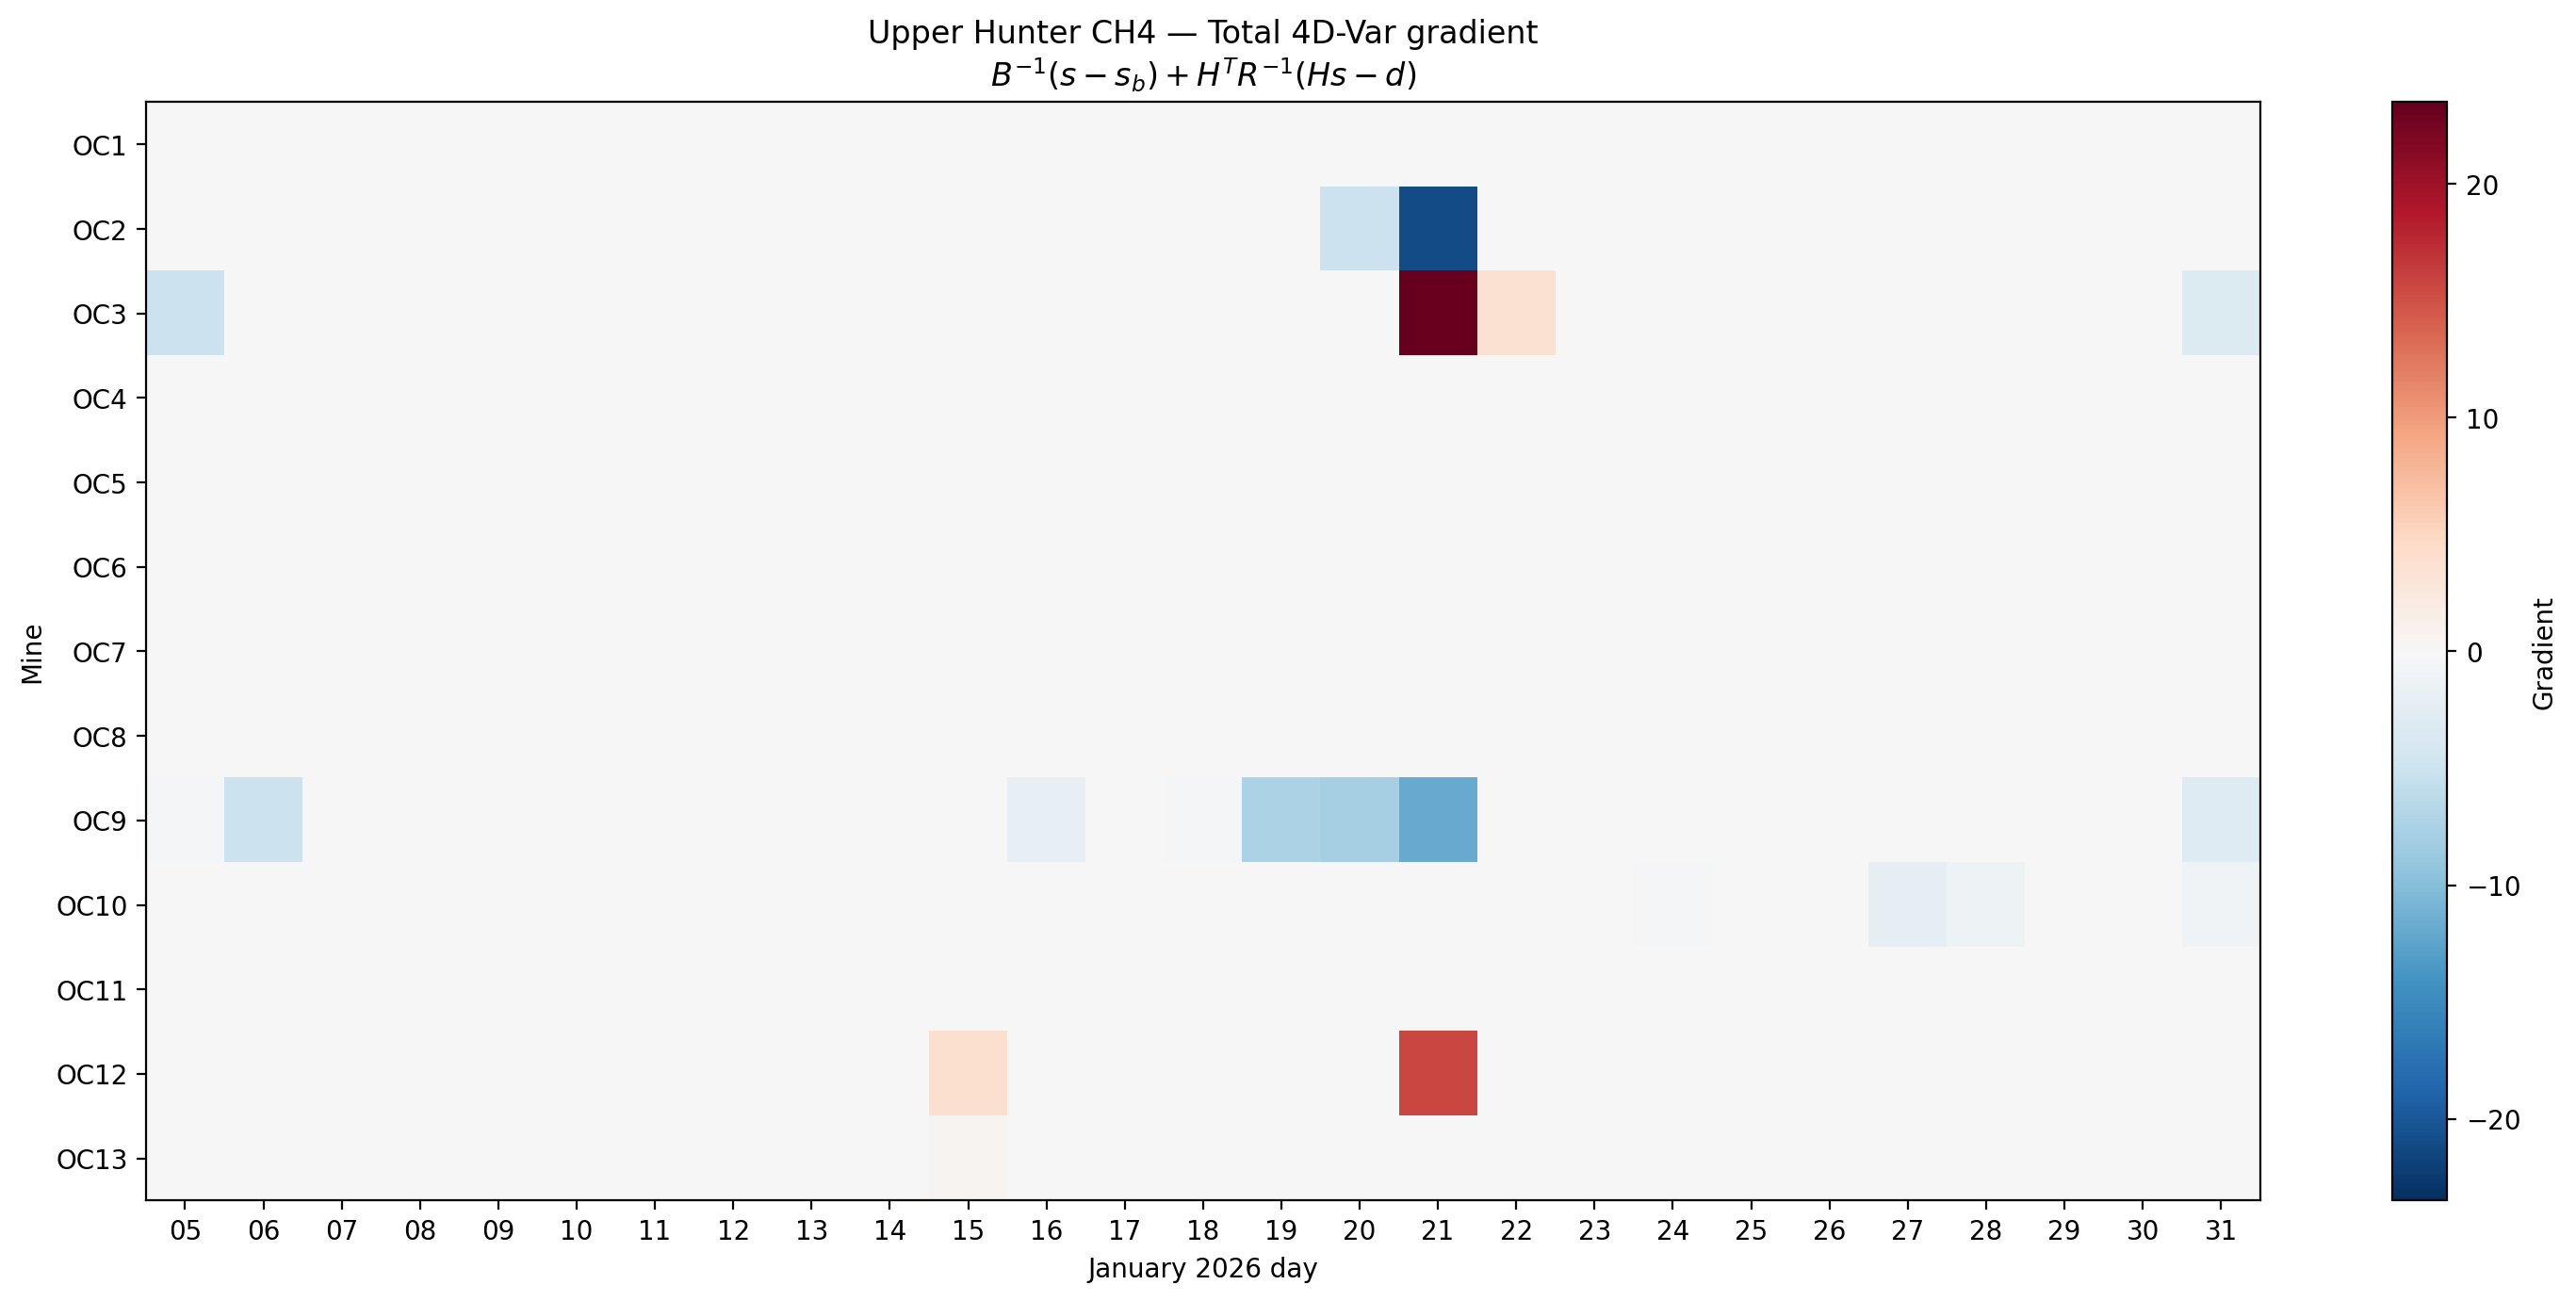 Upper Hunter CH4 — Total 4D-Var gradient
B⁻¹(s − s_b) + HᵀR⁻¹(Hs − d)
Mine
OC1
OC2
OC3
OC4
OC5
OC6
OC7
OC8
OC9
OC10
OC11
OC12
OC13
05 06 07 08 09 10 11 12 13 14 15 16 17 18 19 20 21 22 23 24 25 26 27 28 29 30 31
January 2026 day
20
10
0
−10
−20
Gradient